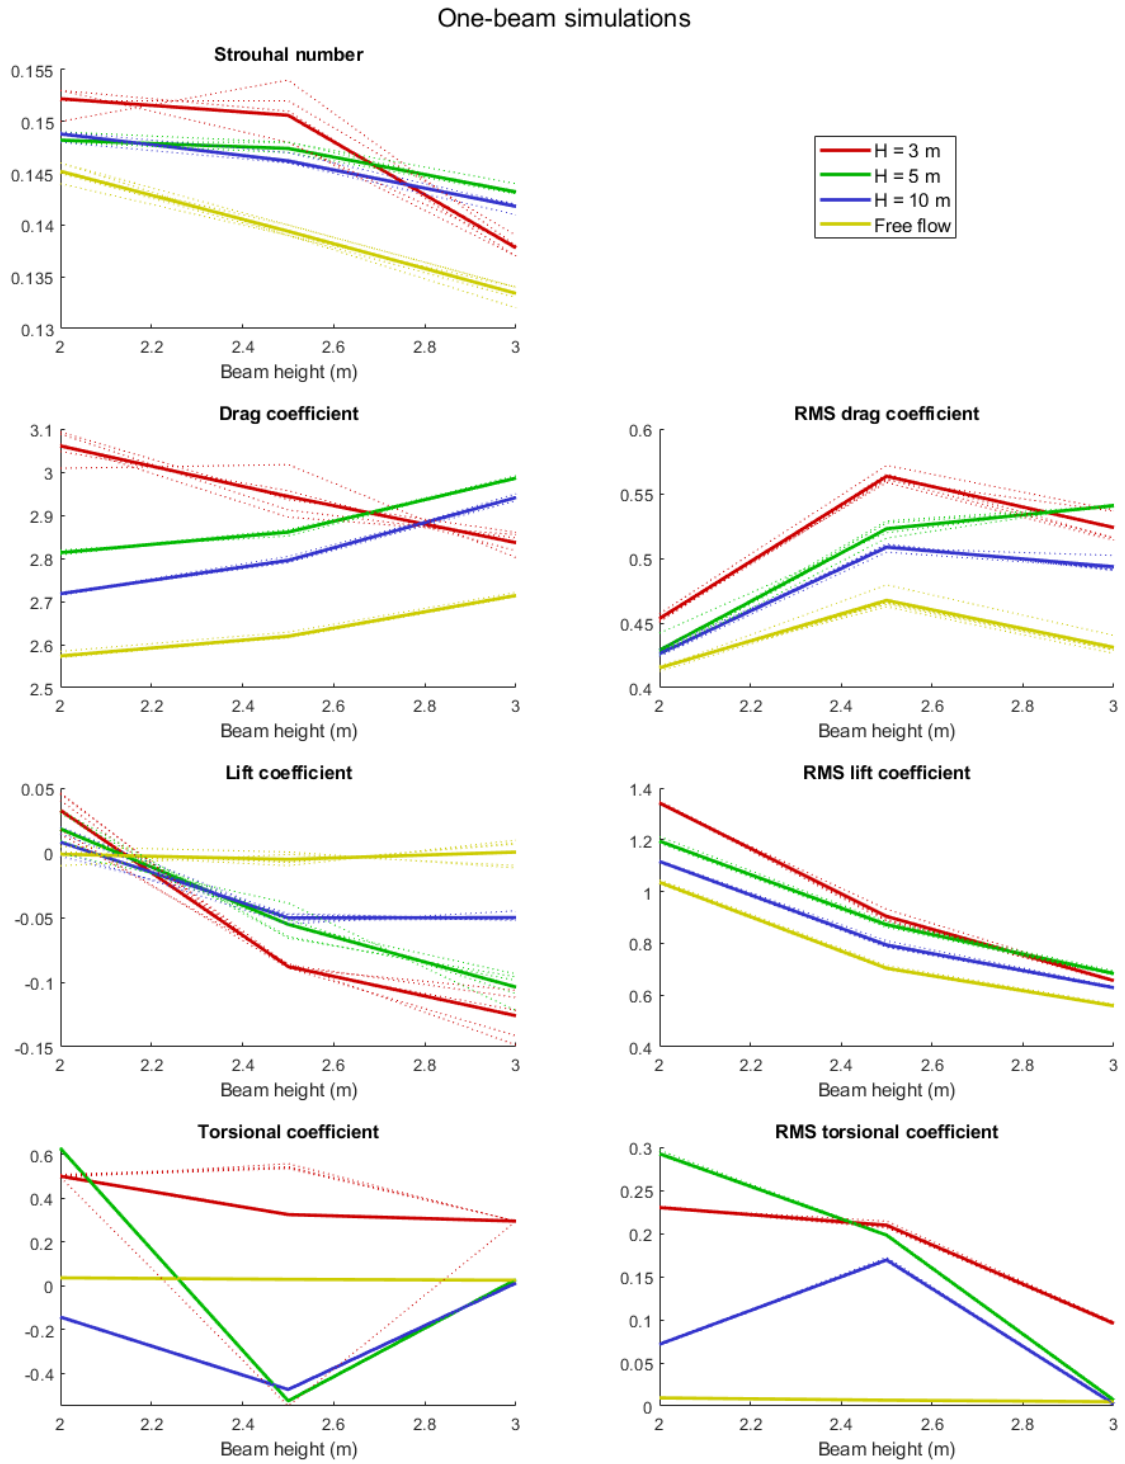 One-beam simulations
Strouhal number
0.155
0.15
0.145
0.14
0.135
0.13
2 2.2 2.4 2.6 2.8 3
Beam height (m)
H = 3 m
H = 5 m
H = 10 m
Free flow
Drag coefficient
3.1
3
2.9
2.8
2.7
2.6
2.5
2 2.2 2.4 2.6 2.8 3
Beam height (m)
RMS drag coefficient
0.6
0.55
0.5
0.45
0.4
2 2.2 2.4 2.6 2.8 3
Beam height (m)
Lift coefficient
0.05
0
-0.05
-0.1
-0.15
2 2.2 2.4 2.6 2.8 3
Beam height (m)
RMS lift coefficient
1.4
1.2
1
0.8
0.6
0.4
2 2.2 2.4 2.6 2.8 3
Beam height (m)
Torsional coefficient
0.6
0.4
0.2
0
-0.2
-0.4
2 2.2 2.4 2.6 2.8 3
Beam height (m)
RMS torsional coefficient
0.3
0.25
0.2
0.15
0.1
0.05
0
2 2.2 2.4 2.6 2.8 3
Beam height (m)